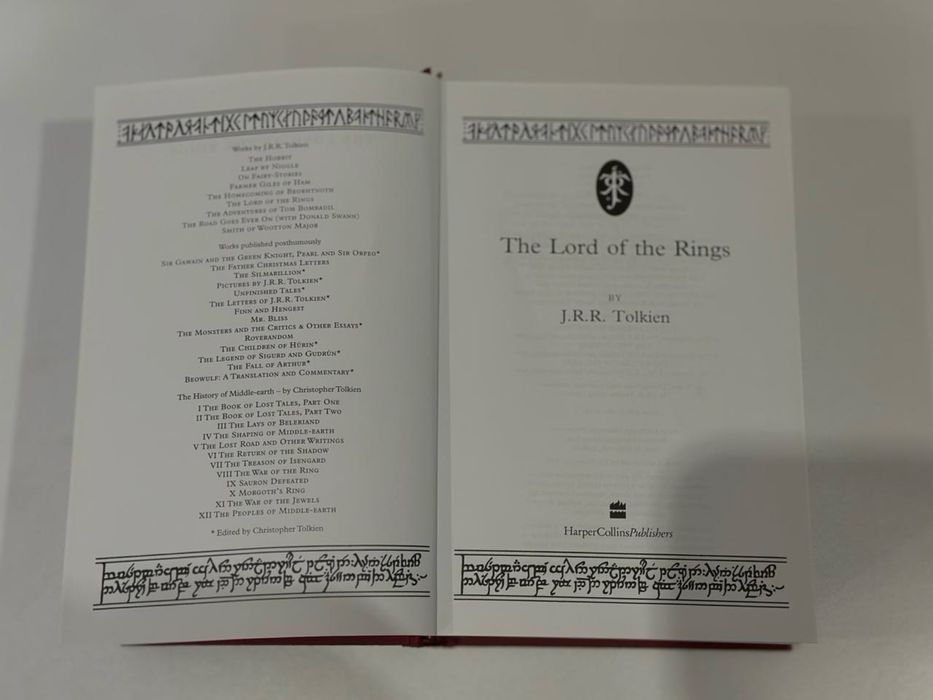 Works by J.R.R. Tolkien
THE HOBBIT
LEAF BY NIGGLE
ON FAIRY-STORIES
FARMER GILES OF HAM
THE HOMECOMING OF BEORHTNOTH
THE LORD OF THE RINGS
THE ADVENTURES OF TOM BOMBADIL
THE ROAD GOES EVER ON (WITH DONALD SWANN)
SMITH OF WOOTTON MAJOR
Works published posthumously
SIR GAWAIN AND THE GREEN KNIGHT, PEARL AND SIR ORFEO*
THE FATHER CHRISTMAS LETTERS
THE SILMARILLION*
PICTURES BY J.R.R. TOLKIEN*
UNFINISHED TALES*
THE LETTERS OF J.R.R. TOLKIEN*
FINN AND HENGEST
MR. BLISS
THE MONSTERS AND THE CRITICS & OTHER ESSAYS*
ROVERANDOM
THE CHILDREN OF HÚRIN*
THE LEGEND OF SIGURD AND GUDRÚN*
THE FALL OF ARTHUR*
BEOWULF: A TRANSLATION AND COMMENTARY*
The History of Middle-earth – by Christopher Tolkien
I THE BOOK OF LOST TALES, PART ONE
II THE BOOK OF LOST TALES, PART TWO
III THE LAYS OF BELERIAND
IV THE SHAPING OF MIDDLE-EARTH
V THE LOST ROAD AND OTHER WRITINGS
VI THE RETURN OF THE SHADOW
VII THE TREASON OF ISENGARD
VIII THE WAR OF THE RING
IX SAURON DEFEATED
X MORGOTH'S RING
XI THE WAR OF THE JEWELS
XII THE PEOPLES OF MIDDLE-EARTH
* Edited by Christopher Tolkien
The Lord of the Rings
BY
J.R.R. Tolkien
HarperCollinsPublishers